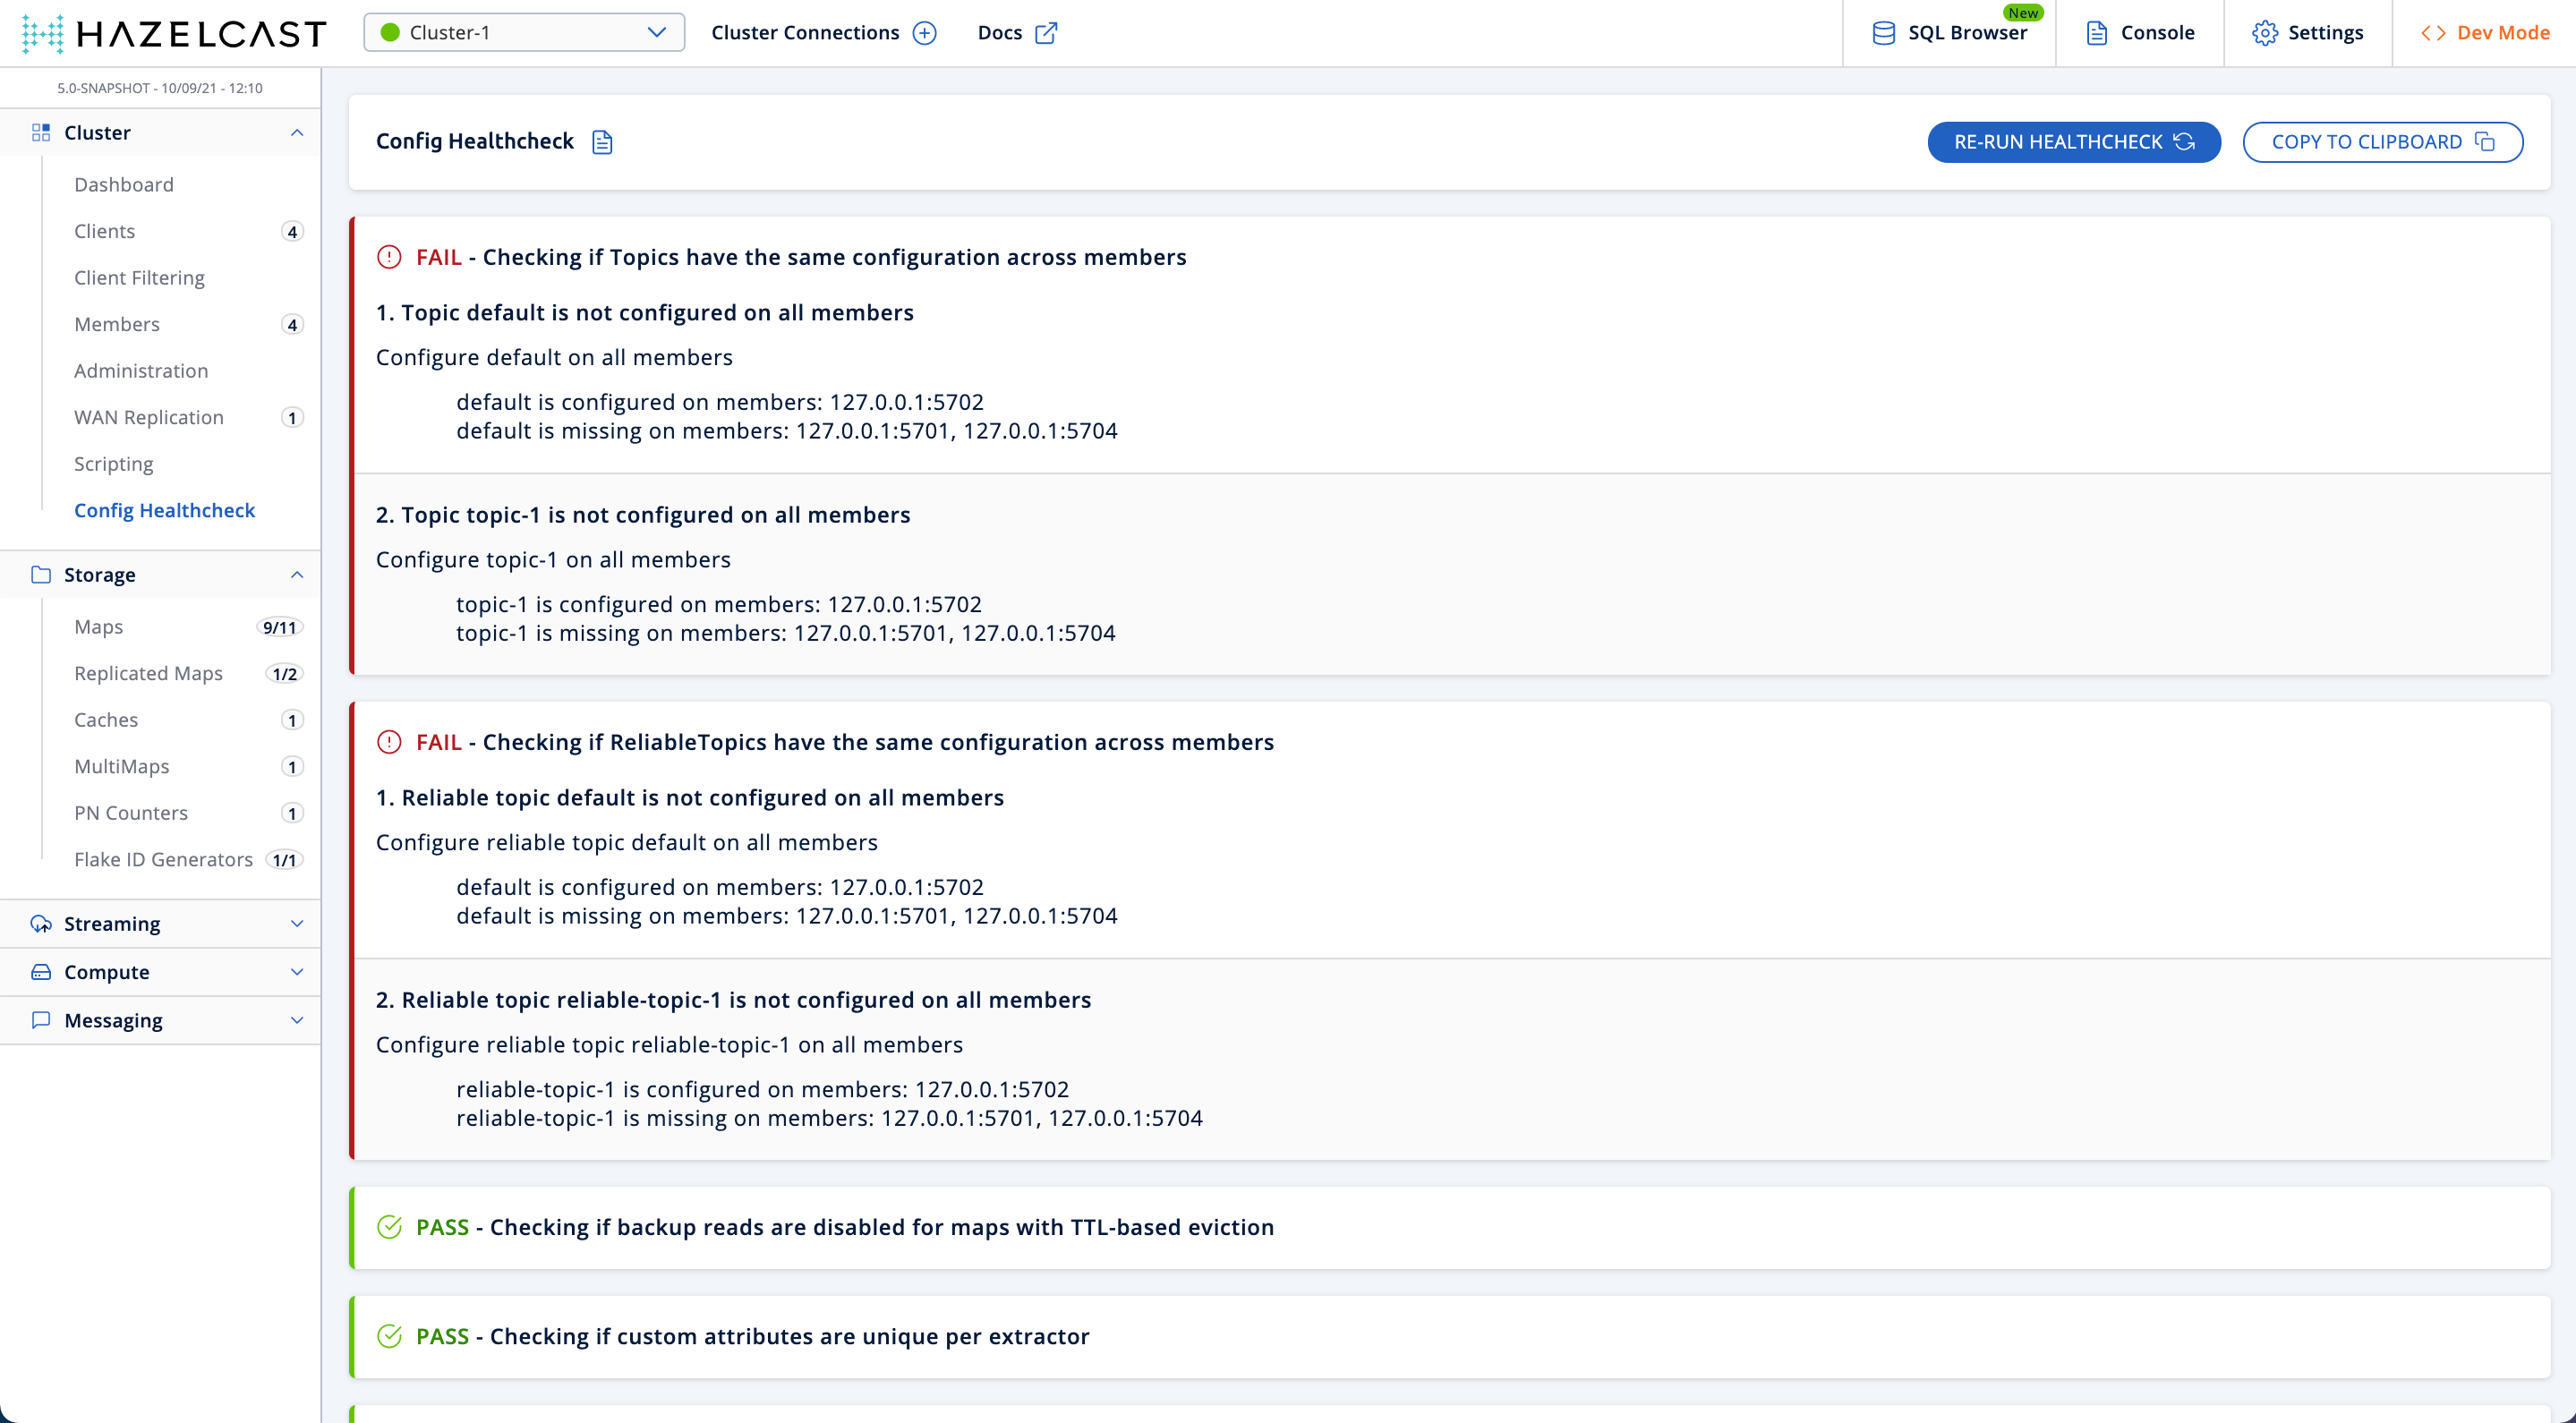 HAZELCAST
Cluster-1
Cluster Connections
Docs
New
SQL Browser
Console
Settings
Dev Mode
5.0-SNAPSHOT - 10/09/21 - 12:10
Cluster
Dashboard
Clients 4
Client Filtering
Members 4
Administration
WAN Replication 1
Scripting
Config Healthcheck
Storage
Maps 9/11
Replicated Maps 1/2
Caches 1
MultiMaps 1
PN Counters 1
Flake ID Generators 1/1
Streaming
Compute
Messaging
Config Healthcheck
RE-RUN HEALTHCHECK
COPY TO CLIPBOARD
FAIL - Checking if Topics have the same configuration across members
1. Topic default is not configured on all members
Configure default on all members
default is configured on members: 127.0.0.1:5702
default is missing on members: 127.0.0.1:5701, 127.0.0.1:5704
2. Topic topic-1 is not configured on all members
Configure topic-1 on all members
topic-1 is configured on members: 127.0.0.1:5702
topic-1 is missing on members: 127.0.0.1:5701, 127.0.0.1:5704
FAIL - Checking if ReliableTopics have the same configuration across members
1. Reliable topic default is not configured on all members
Configure reliable topic default on all members
default is configured on members: 127.0.0.1:5702
default is missing on members: 127.0.0.1:5701, 127.0.0.1:5704
2. Reliable topic reliable-topic-1 is not configured on all members
Configure reliable topic reliable-topic-1 on all members
reliable-topic-1 is configured on members: 127.0.0.1:5702
reliable-topic-1 is missing on members: 127.0.0.1:5701, 127.0.0.1:5704
PASS - Checking if backup reads are disabled for maps with TTL-based eviction
PASS - Checking if custom attributes are unique per extractor